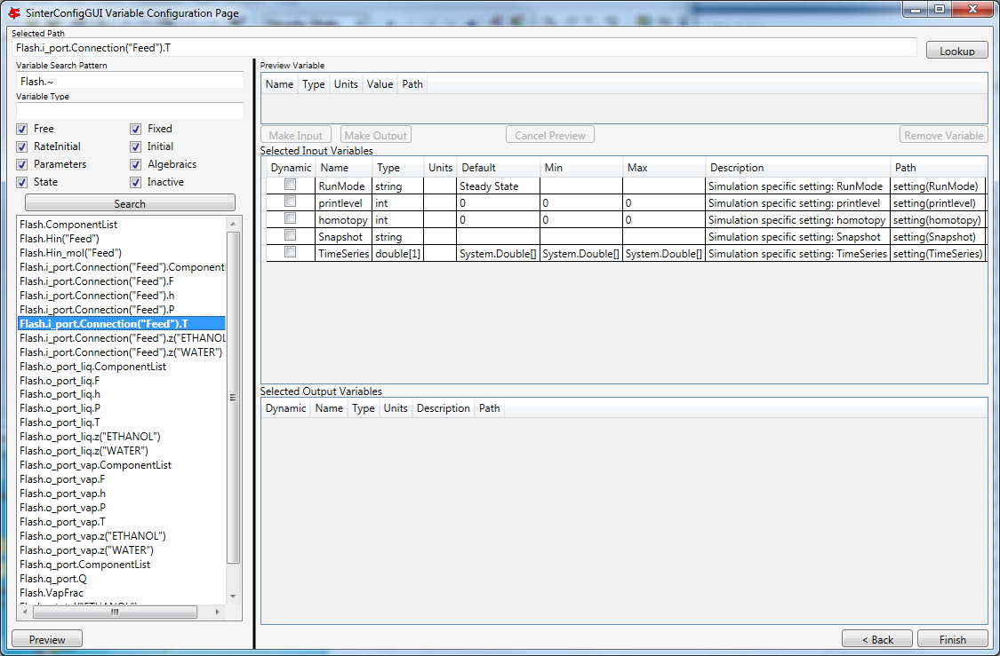 SinterConfigGUI Variable Configuration Page
Selected Path
Flash.i_port.Connection("Feed").T
Lookup
Variable Search Pattern
Flash.~
Variable Type
Free
Fixed
RateInitial
Initial
Parameters
Algebraics
State
Inactive
Search
Flash.ComponentList
Flash.Hin("Feed")
Flash.Hin_mol("Feed")
Flash.i_port.Connection("Feed").Component
Flash.i_port.Connection("Feed").F
Flash.i_port.Connection("Feed").h
Flash.i_port.Connection("Feed").P
Flash.i_port.Connection("Feed").T
Flash.i_port.Connection("Feed").z("ETHANOL
Flash.i_port.Connection("Feed").z("WATER")
Flash.o_port_liq.ComponentList
Flash.o_port_liq.F
Flash.o_port_liq.h
Flash.o_port_liq.P
Flash.o_port_liq.T
Flash.o_port_liq.z("ETHANOL")
Flash.o_port_liq.z("WATER")
Flash.o_port_vap.ComponentList
Flash.o_port_vap.F
Flash.o_port_vap.h
Flash.o_port_vap.P
Flash.o_port_vap.T
Flash.o_port_vap.z("ETHANOL")
Flash.o_port_vap.z("WATER")
Flash.q_port.ComponentList
Flash.q_port.Q
Flash.VapFrac
Preview
Preview Variable
Name Type Units Value Path
Make Input Make Output Cancel Preview Remove Variable
Selected Input Variables
Dynamic Name Type Units Default Min Max Description Path
RunMode string Steady State Simulation specific setting: RunMode setting(RunMode)
printlevel int 0 0 0 Simulation specific setting: printlevel setting(printlevel)
homotopy int 0 0 0 Simulation specific setting: homotopy setting(homotopy)
Snapshot string Simulation specific setting: Snapshot setting(Snapshot)
TimeSeries double[1] System.Double[] System.Double[] System.Double[] Simulation specific setting: TimeSeries setting(TimeSeries)
Selected Output Variables
Dynamic Name Type Units Description Path
< Back Finish